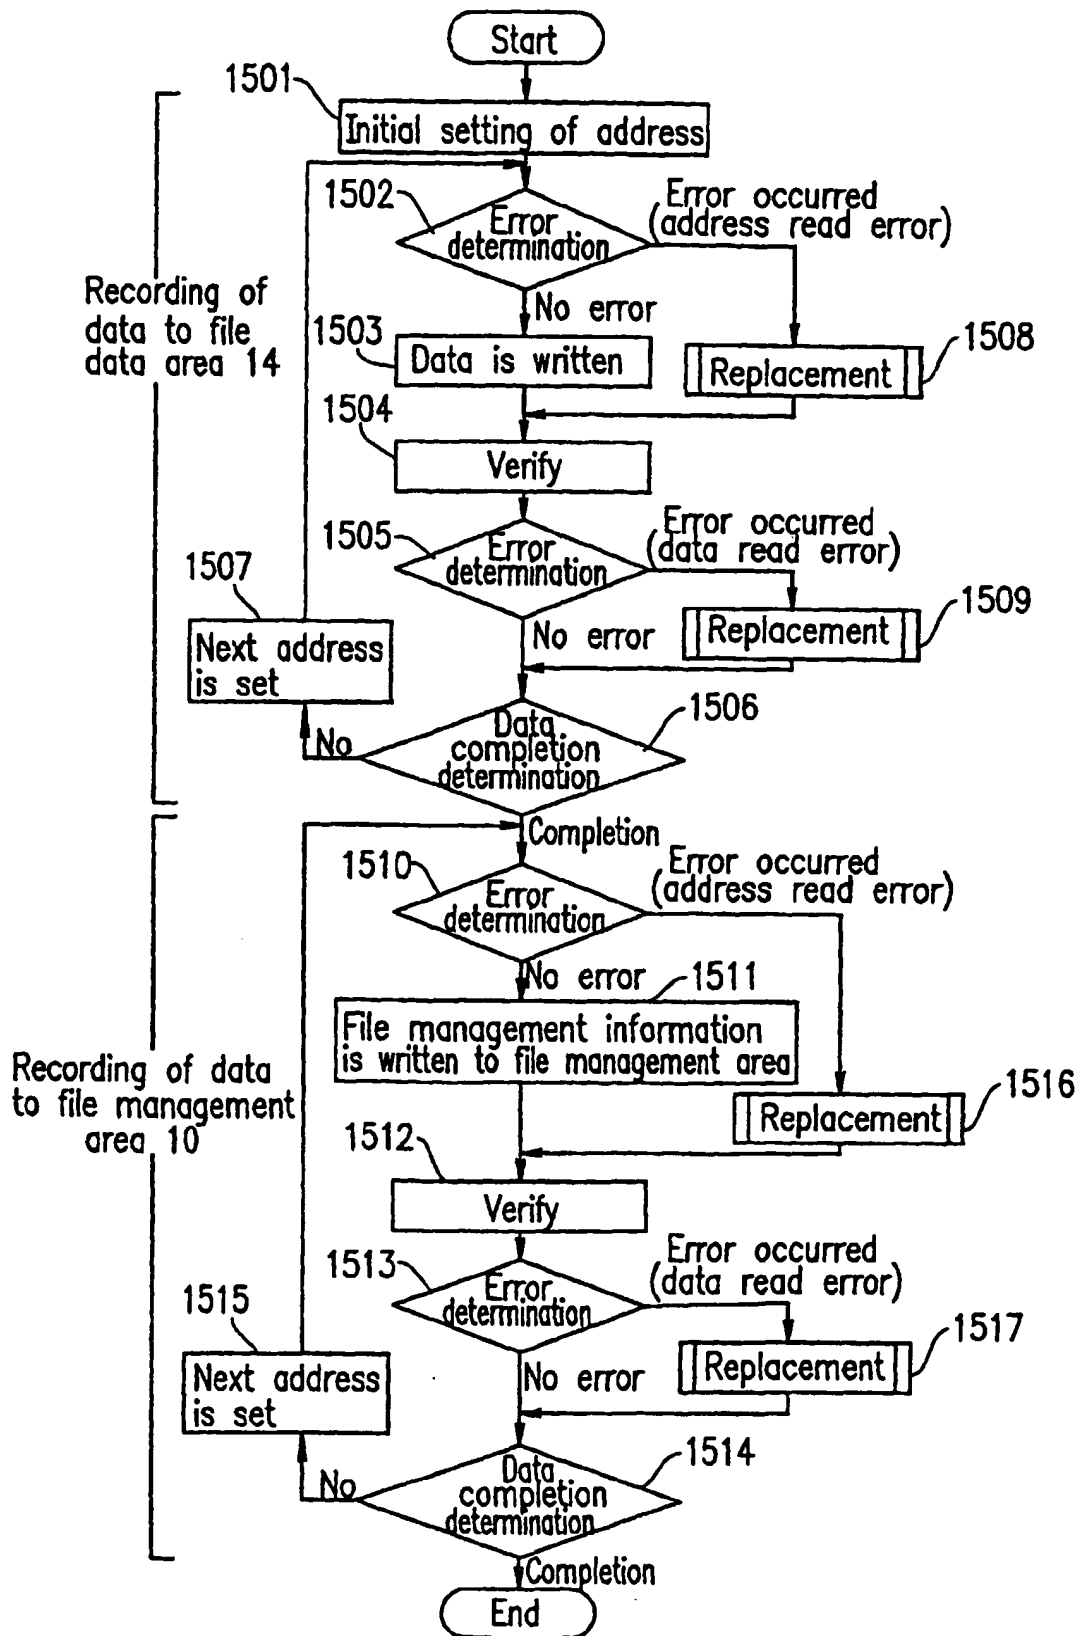 Start
1501
Initial setting of address
1502
Error
determination
Error occurred
(address read error)
No error
Recording of
data to file
data area 14
1503
Data is written
Replacement
1508
1504
Verify
1505
Error
determination
Error occurred
(data read error)
1507
Next address
is set
No error
Replacement
1509
1506
Data
completion
determination
No
Completion
1510
Error
determination
Error occurred
(address read error)
No error
1511
File management information
is written to file management area
Recording of data
to file management
area 10
Replacement
1516
1512
Verify
1513
Error
determination
Error occurred
(data read error)
1515
Next address
is set
No error
Replacement
1517
1514
Data
completion
determination
No
Completion
End